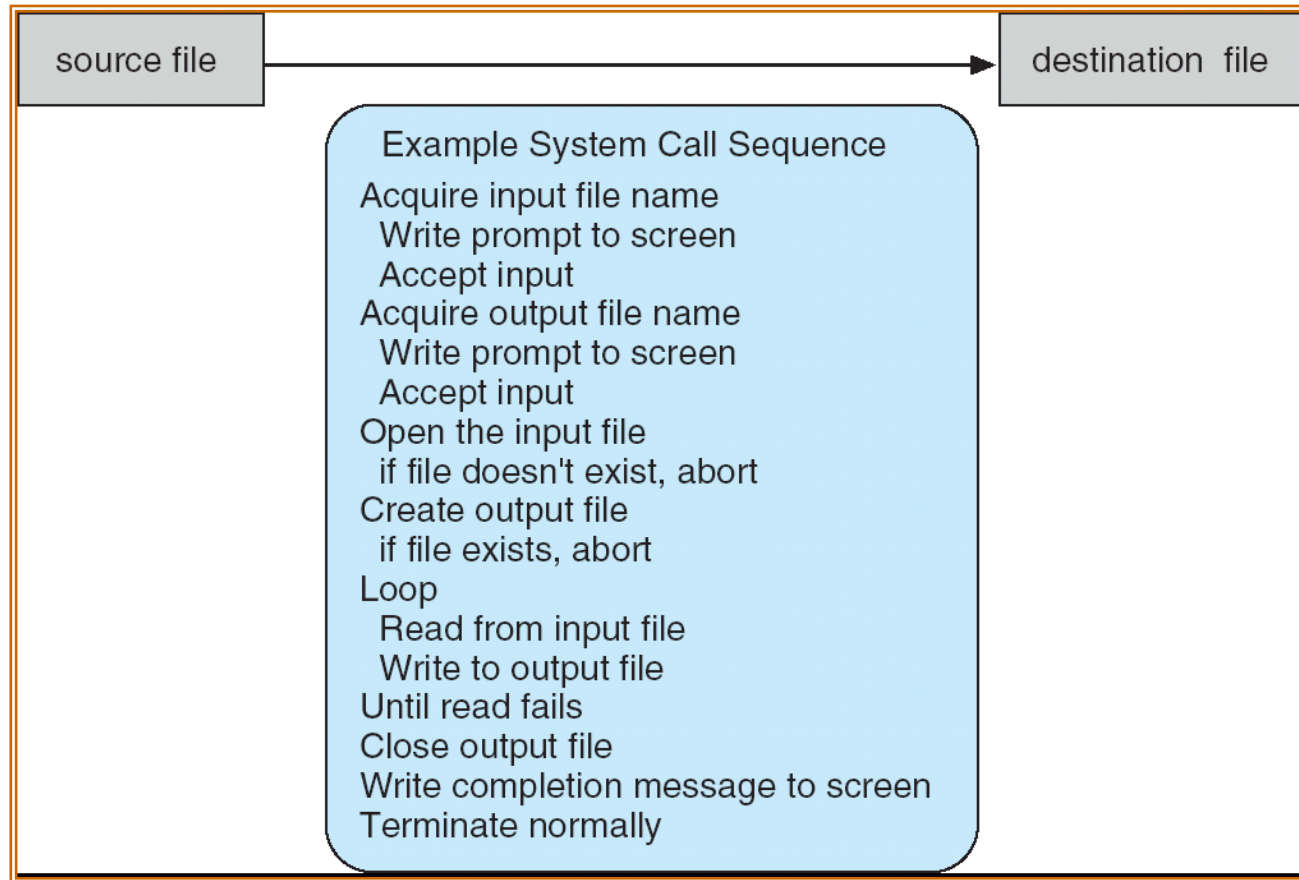 source file
destination file
Example System Call Sequence
Acquire input file name
Write prompt to screen
Accept input
Acquire output file name
Write prompt to screen
Accept input
Open the input file
if file doesn't exist, abort
Create output file
if file exists, abort
Loop
Read from input file
Write to output file
Until read fails
Close output file
Write completion message to screen
Terminate normally